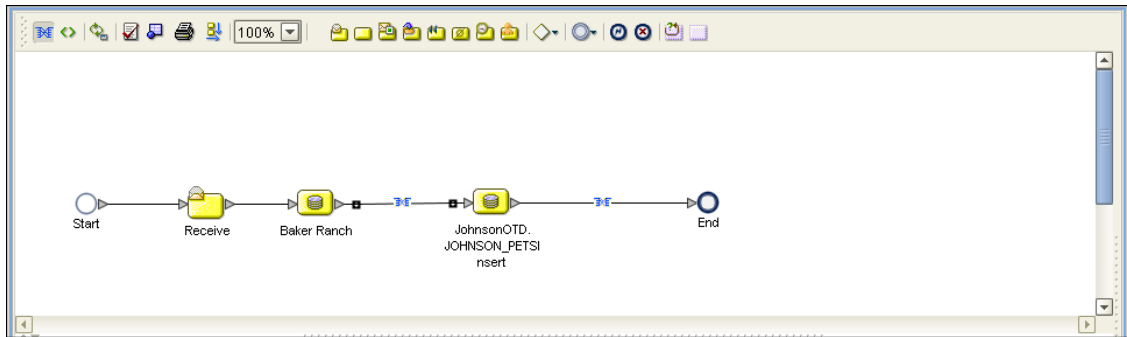 100%
Start
Receive
Baker Ranch
JohnsonOTD.
JOHNSON_PETSI
nsert
End